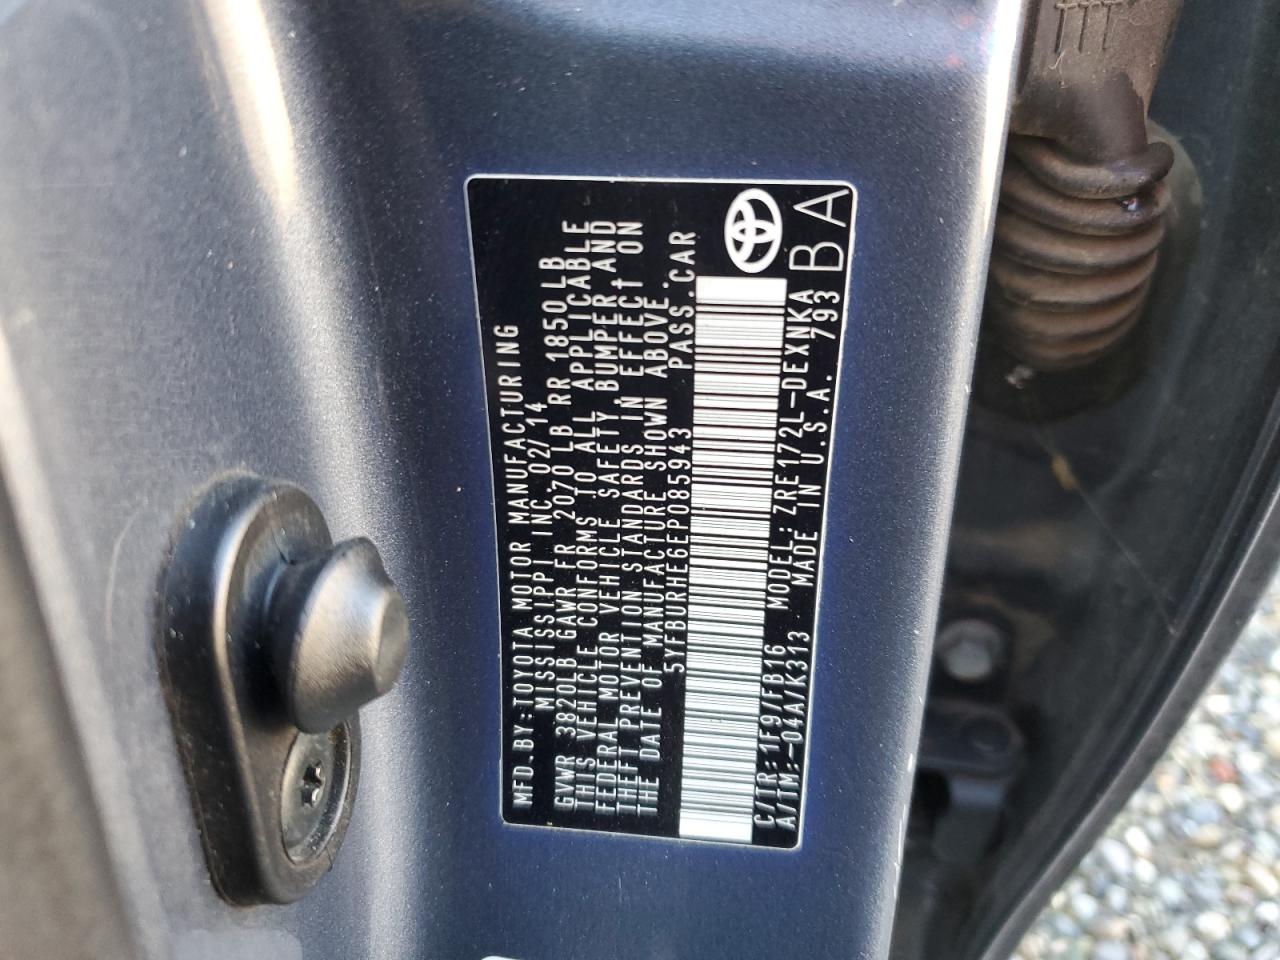 MFD.BY:TOYOTA MOTOR MANUFACTURING
MISSISSIPPI INC. 02/14
GVWR 3820LB GAWR FR 2070 LB RR 1850 LB
THIS VEHICLE CONFORMS TO ALL APPLICABLE
FEDERAL MOTOR VEHICLE SAFETY, BUMPER, AND
THEFT PREVENTION STANDARDS IN EFFECT ON
THE DATE OF MANUFACTURE SHOWN ABOVE.
5YFBURHE6EP085943 PASS.CAR
C/TR:1F9/FB16 MODEL:ZRE172L-DEXNKA
A/TM:-04A/K313 MADE IN U.S.A. 793
BA